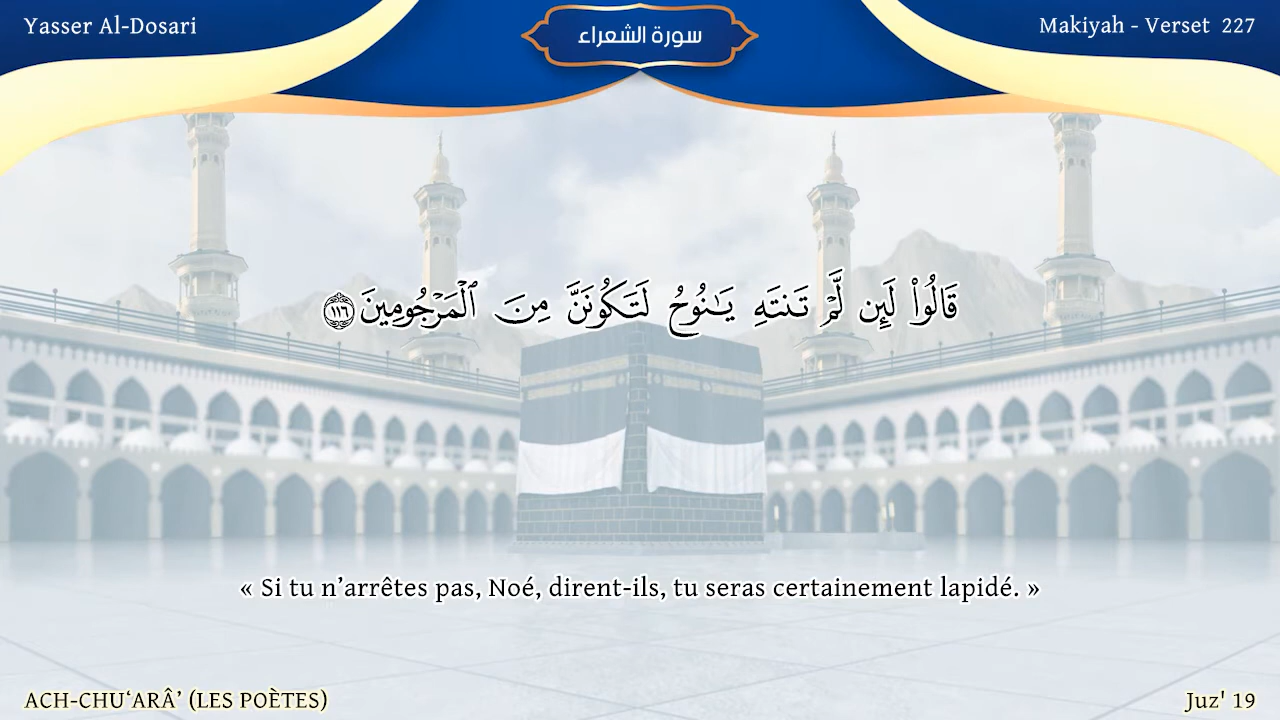 Yasser Al-Dosari
سورة الشعراء
Makiyah - Verset 227
قَالُوا۟ لَئِن لَّمْ تَنتَهِ يَـٰنُوحُ لَتَكُونَنَّ مِنَ ٱلْمَرْجُومِينَ ١١٦
« Si tu n’arrêtes pas, Noé, dirent-ils, tu seras certainement lapidé. »
ACH-CHU‘ARÂ’ (LES POÈTES)
Juz' 19